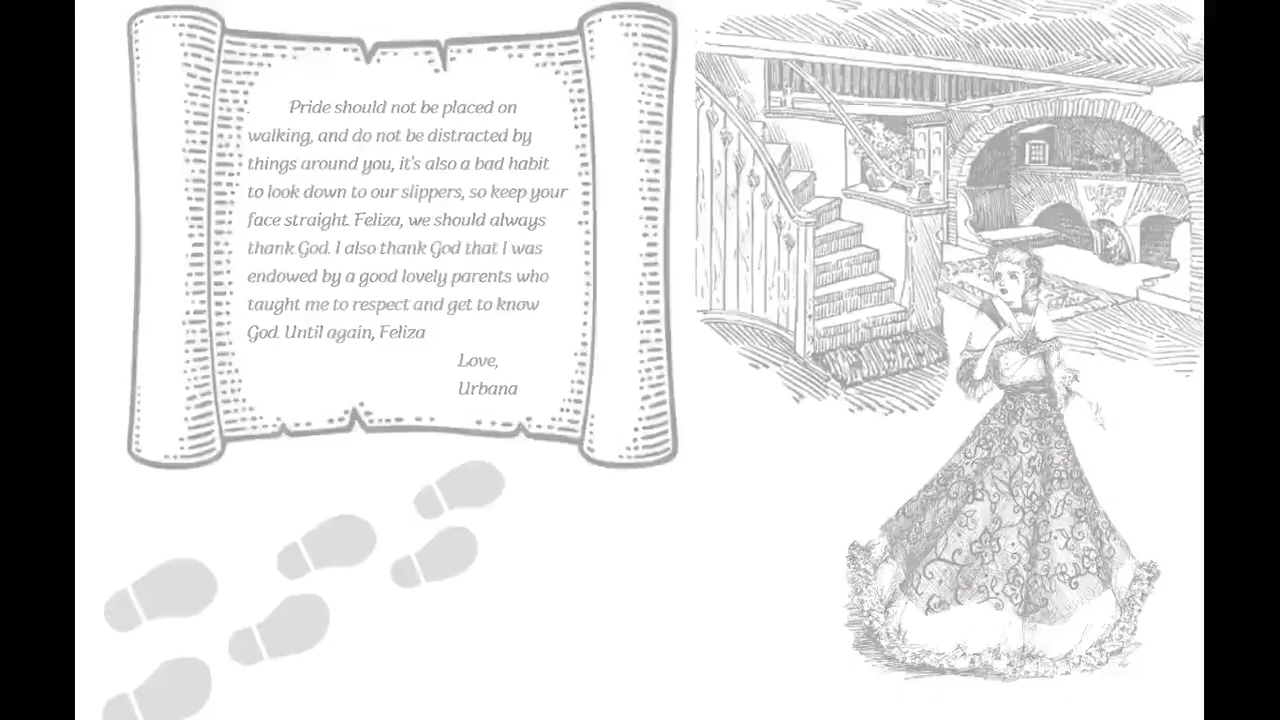 Pride should not be placed on
walking, and do not be distracted by
things around you, it's also a bad habit
to look down to our slippers, so keep your
face straight. Feliza, we should always
thank God. I also thank God that I was
endowed by a good lovely parents who
taught me to respect and get to know
God. Until again, Feliza
Love,
Urbana